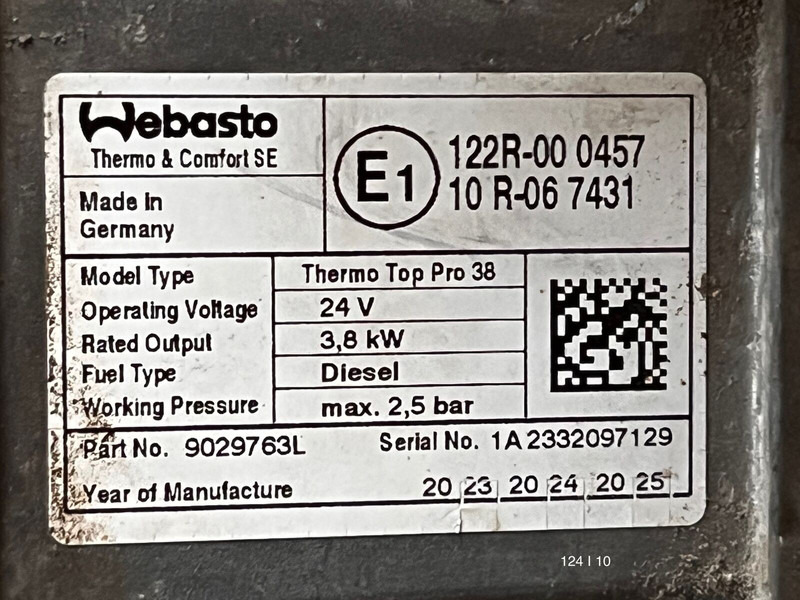 Webasto
Thermo & Comfort SE
Made in
Germany
E1
122R-00 0457
10 R-06 7431
Model Type Thermo Top Pro 38
Operating Voltage 24 V
Rated Output 3,8 kW
Fuel Type Diesel
Working Pressure max. 2,5 bar
Part No. 9029763L Serial No. 1A2332097129
Year of Manufacture 20 23 20 24 20 25
124 | 10